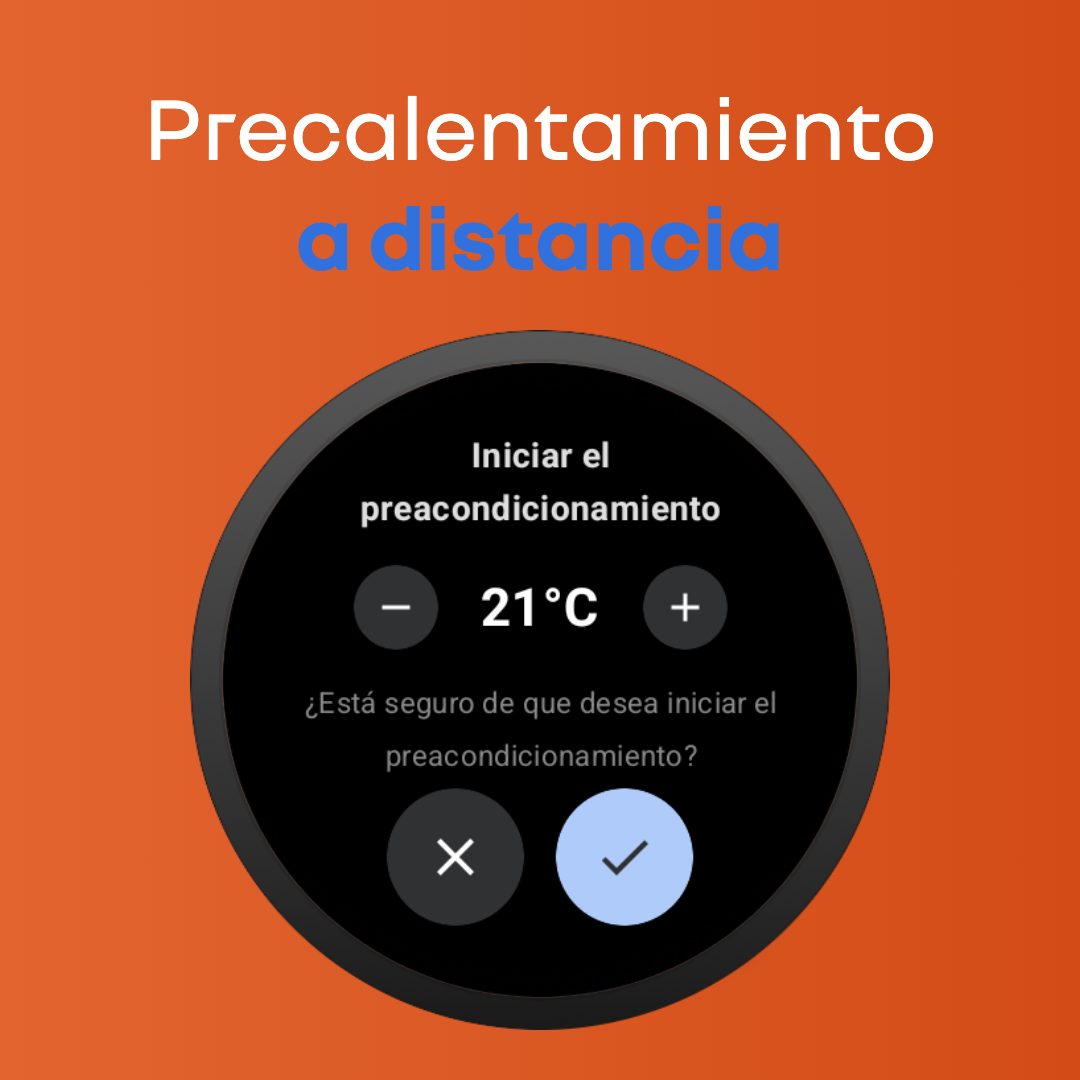 Precalentamiento
a distancia
Iniciar el
preacondicionamiento
− 21°C +
¿Está seguro de que desea iniciar el
preacondicionamiento?